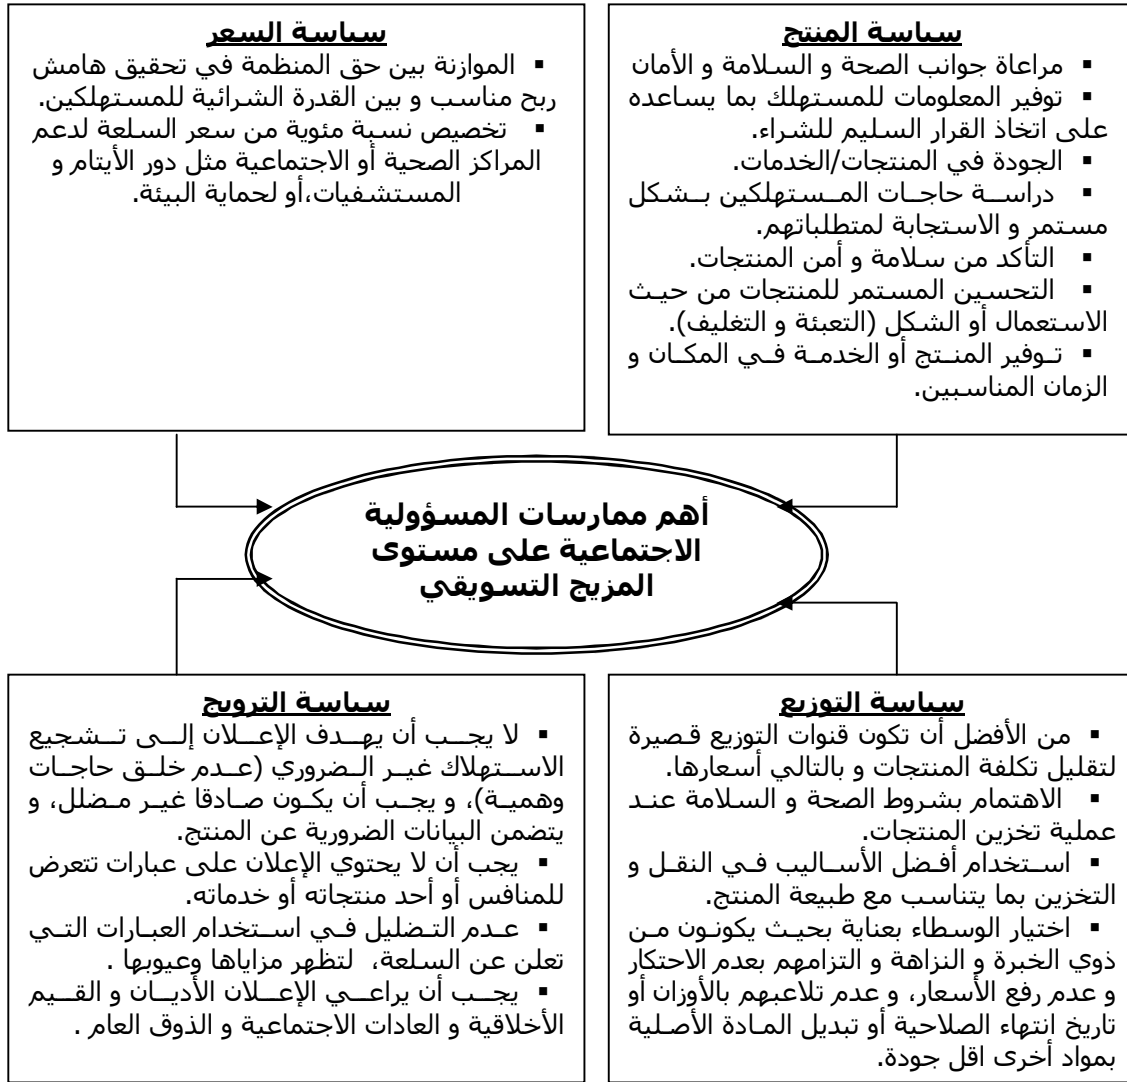 سياسة المنتج
▪ مراعاة جوانب الصحة و السلامة و الأمان
▪ توفير المعلومات للمستهلك بما يساعده
على اتخاذ القرار السليم للشراء.
▪ الجودة في المنتجات/الخدمات.
▪ دراسة حاجات المستهلكين بشكل
مستمر و الاستجابة لمتطلباتهم.
▪ التأكد من سلامة و أمن المنتجات.
▪ التحسين المستمر للمنتجات من حيث
الاستعمال أو الشكل (التعبئة و التغليف).
▪ توفير المنتج أو الخدمة في المكان و
الزمان المناسبين.
سياسة السعر
▪ الموازنة بين حق المنظمة في تحقيق هامش
ربح مناسب و بين القدرة الشرائية للمستهلكين.
▪ تخصيص نسبة مئوية من سعر السلعة لدعم
المراكز الصحية أو الاجتماعية مثل دور الأيتام و
المستشفيات،أو لحماية البيئة.
أهم ممارسات المسؤولية
الاجتماعية على مستوى
المزيج التسويقي
سياسة التوزيع
▪ من الأفضل أن تكون قنوات التوزيع قصيرة
لتقليل تكلفة المنتجات و بالتالي أسعارها.
▪ الاهتمام بشروط الصحة و السلامة عند
عملية تخزين المنتجات.
▪ استخدام أفضل الأساليب في النقل و
التخزين بما يتناسب مع طبيعة المنتج.
▪ اختيار الوسطاء بعناية بحيث يكونون من
ذوي الخبرة و النزاهة و التزامهم بعدم الاحتكار
و عدم رفع الأسعار، و عدم تلاعبهم بالأوزان أو
تاريخ انتهاء الصلاحية أو تبديل المادة الأصلية
بمواد أخرى اقل جودة.
سياسة الترويج
▪ لا يجب أن يهدف الإعلان إلى تشجيع
الاستهلاك غير الضروري (عدم خلق حاجات
وهمية)، و يجب أن يكون صادقا غير مضلل، و
يتضمن البيانات الضرورية عن المنتج.
▪ يجب أن لا يحتوي الإعلان على عبارات تتعرض
للمنافس أو أحد منتجاته أو خدماته.
▪ عدم التضليل في استخدام العبارات التي
تعلن عن السلعة، لتظهر مزاياها وعيوبها .
▪ يجب أن يراعي الإعلان الأديان و القيم
الأخلاقية و العادات الاجتماعية و الذوق العام .